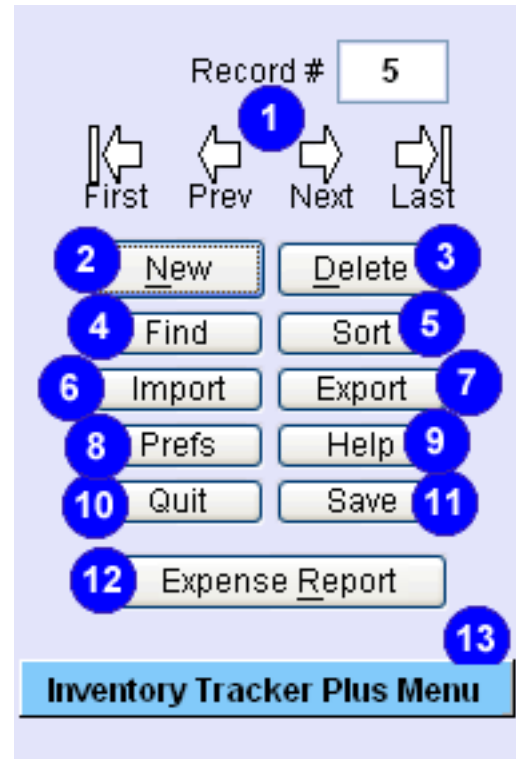 Record # 5
1
First Prev Next Last
2 New Delete 3
4 Find Sort 5
6 Import Export 7
8 Prefs Help 9
10 Quit Save 11
12 Expense Report
13
Inventory Tracker Plus Menu